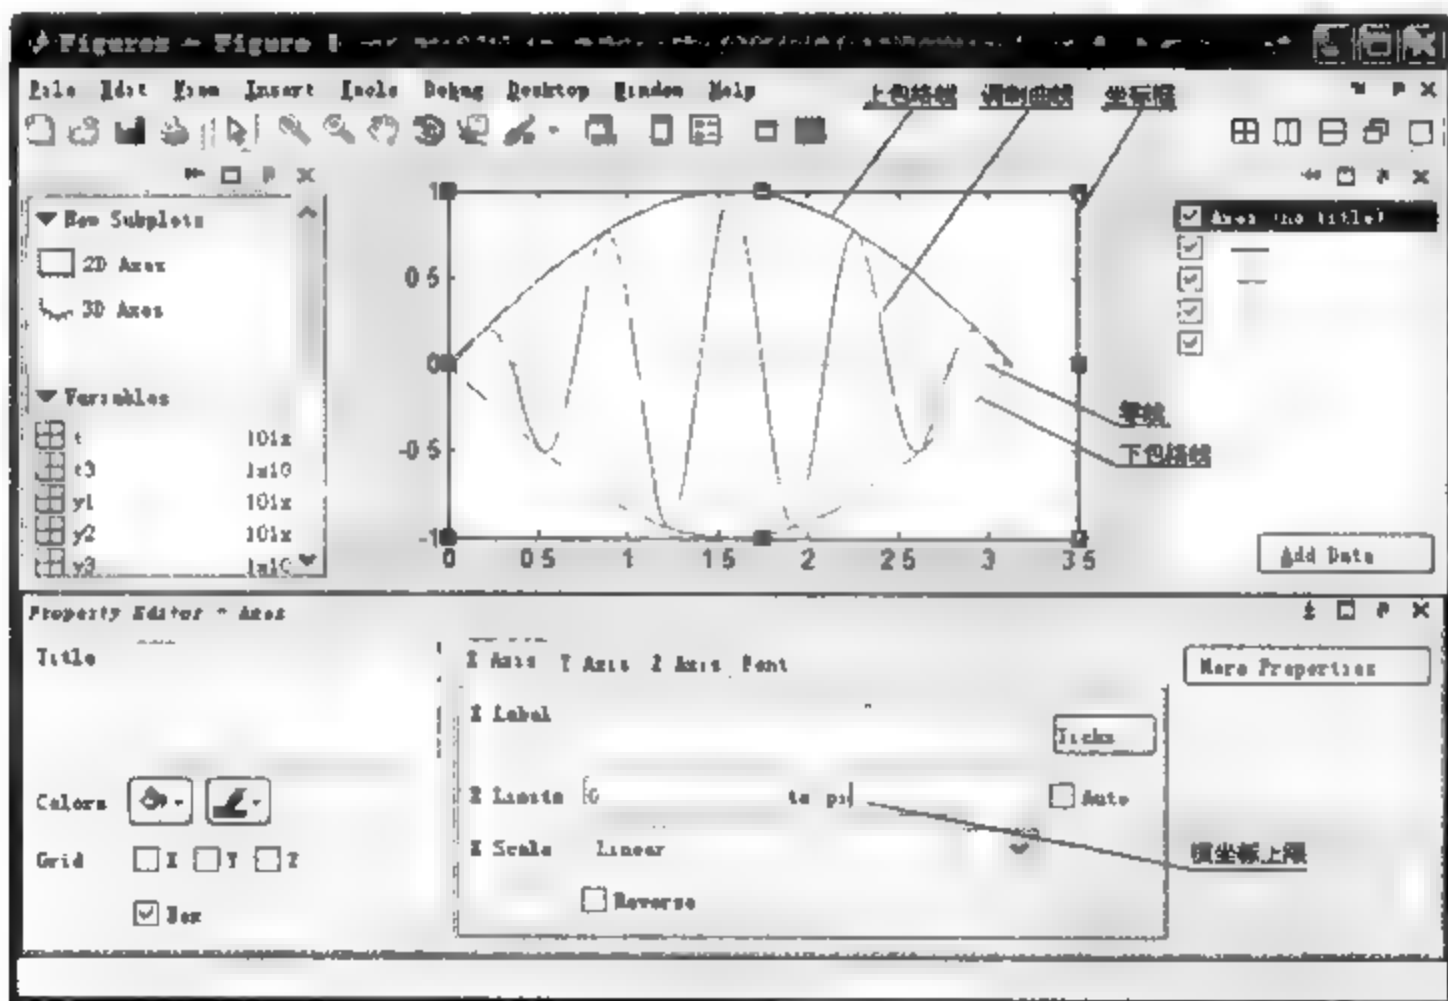 Figures - Figure 1
File Edit View Insert Tools Debug Desktop Window Help
上包络线 调制曲线 坐标框
New Subplots
2D Axes
3D Axes
Variables
t 101x
t3 1x10
y1 101x
y2 101x
y3 1x10
1
0.5
0
-0.5
-1
0 0.5 1 1.5 2 2.5 3 3.5
零线
下包络线
Axes (no title)
Add Data
Property Editor - Axes
Title
Colors
Grid X Y Z
Box
X Axis Y Axis Z Axis Font
X Label
Ticks
X Limits 0 to pi
Auto
X Scale Linear
Reverse
More Properties
横坐标上限